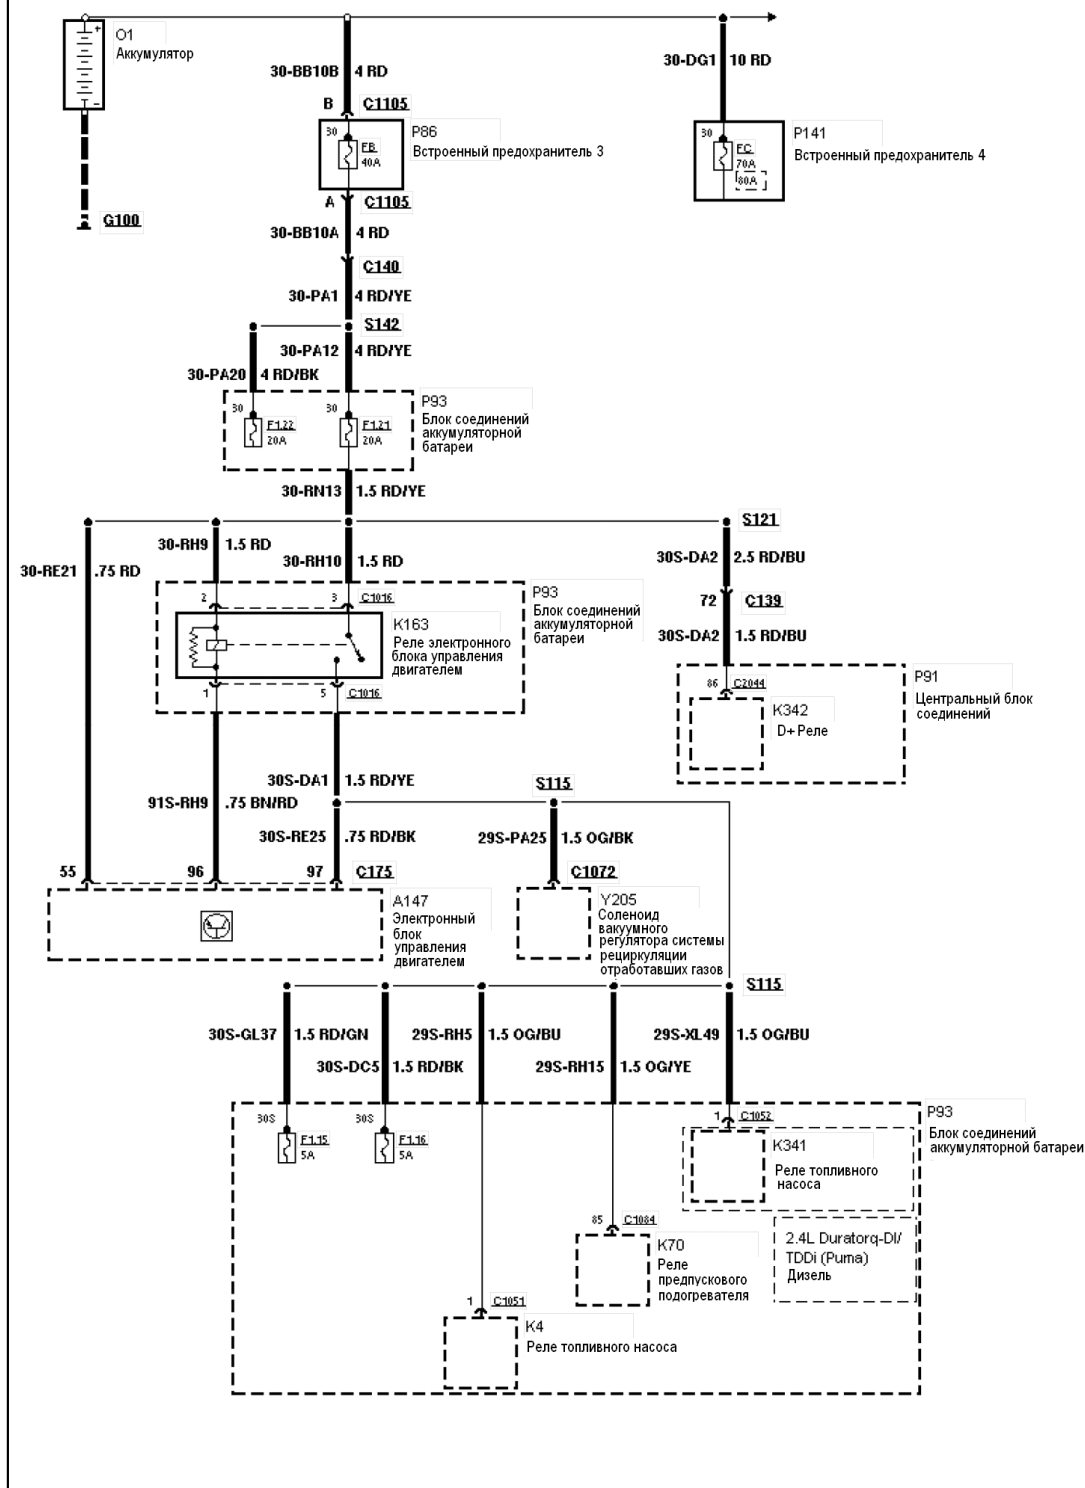 O1
Аккумулятор
+
-
G100
30-BB10B 4 RD
B C1105
30
FB
40A
P86
Встроенный предохранитель 3
A C1105
30-BB10A 4 RD
C140
30-PA1 4 RD/YE
S142
30-DG1 10 RD
30
FC
70A
80A
P141
Встроенный предохранитель 4
30-PA12 4 RD/YE
30-PA20 4 RD/BK
30
F1.22
20A
30
F1.21
20A
P93
Блок соединений
аккумуляторной
батареи
30-RN13 1.5 RD/YE
S121
30-RE21 .75 RD
30-RH9 1.5 RD
30-RH10 1.5 RD
30S-DA2 2.5 RD/BU
72 C139
30S-DA2 1.5 RD/BU
2 3 C1016
K163
Реле электронного
блока управления
двигателем
1 5 C1016
P93
Блок соединений
аккумуляторной
батареи
86 C2044
K342
D+ Реле
P91
Центральный блок
соединений
30S-DA1 1.5 RD/YE
91S-RH9 .75 BN/RD
30S-RE25 .75 RD/BK
S115
29S-PA25 1.5 OG/BK
C1072
55 96 97 C175
A147
Электронный
блок
управления
двигателем
Y205
Соленоид
вакуумного
регулятора системы
рециркуляции
отработавших газов
S115
30S-GL37 1.5 RD/GN
29S-RH5 1.5 OG/BU
29S-XL49 1.5 OG/BU
30S-DC5 1.5 RD/BK
29S-RH15 1.5 OG/YE
30S
F1.15
5A
30S
F1.16
5A
1 C1052
K341
Реле топливного
насоса
P93
Блок соединений
аккумуляторной батареи
85 C1084
K70
Реле
предпускового
подогревателя
2.4L Duratorq-DI/
TDDi (Puma)
Дизель
1 C1051
K4
Реле топливного насоса